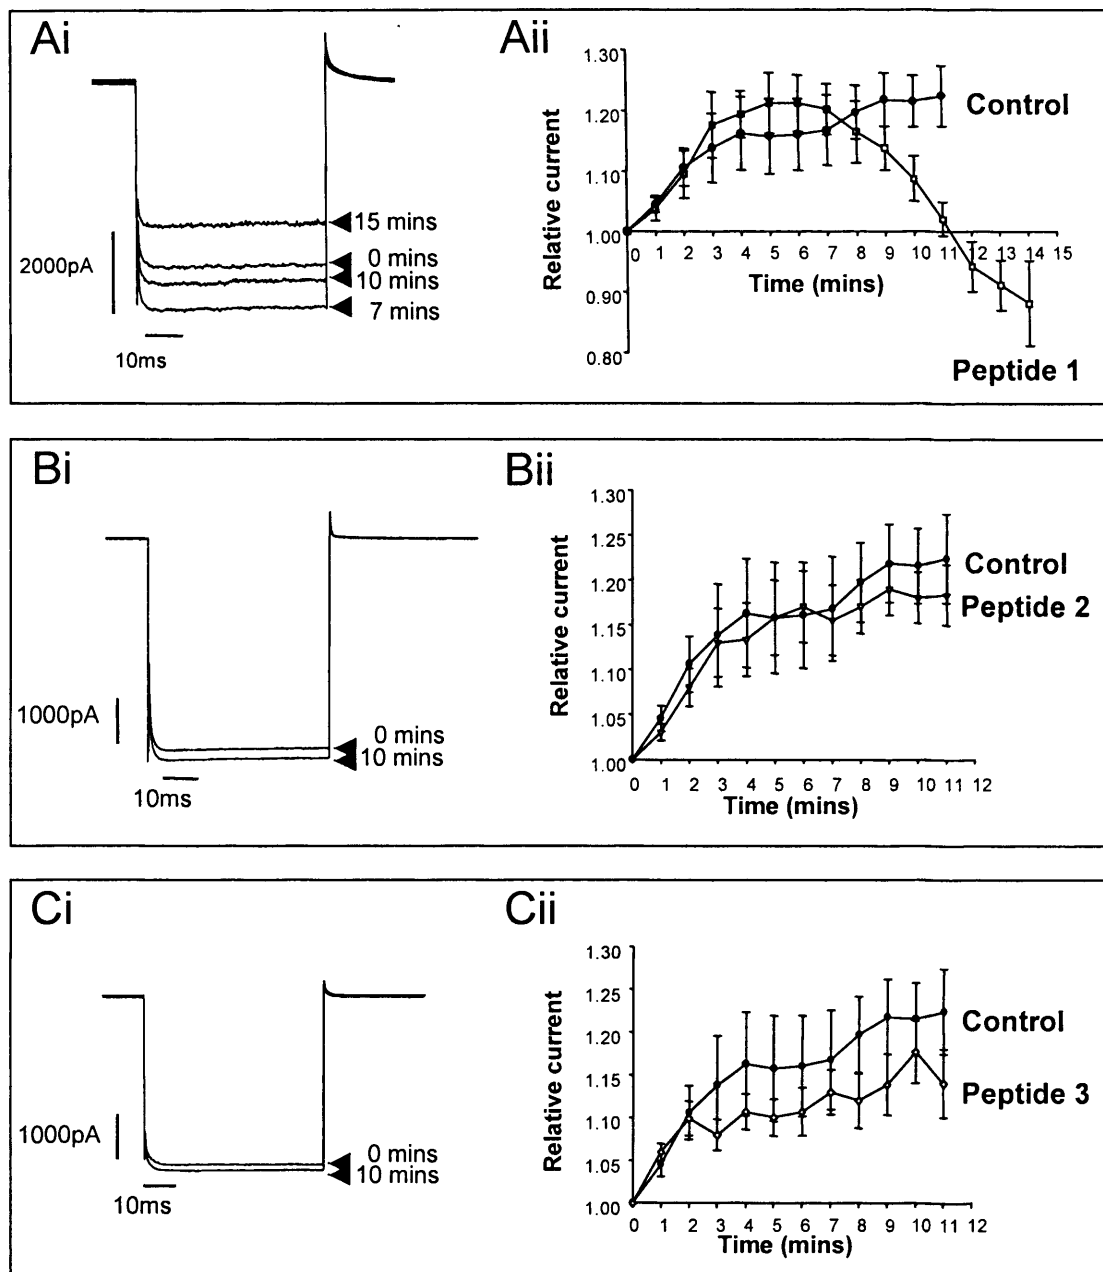 Ai
2000pA
10ms
15 mins
0 mins
10 mins
7 mins
Aii
Relative current
1.30
1.20
1.10
1.00
0.90
0.80
0 1 2 3 4 5 6 7 8 9 10 11 12 13 14 15
Time (mins)
Control
Peptide 1
Bi
1000pA
10ms
0 mins
10 mins
Bii
Relative current
1.30
1.25
1.20
1.15
1.10
1.05
1.00
0 1 2 3 4 5 6 7 8 9 10 11 12
Time (mins)
Control
Peptide 2
Ci
1000pA
10ms
0 mins
10 mins
Cii
Relative current
1.30
1.25
1.20
1.15
1.10
1.05
1.00
0 1 2 3 4 5 6 7 8 9 10 11 12
Time (mins)
Control
Peptide 3